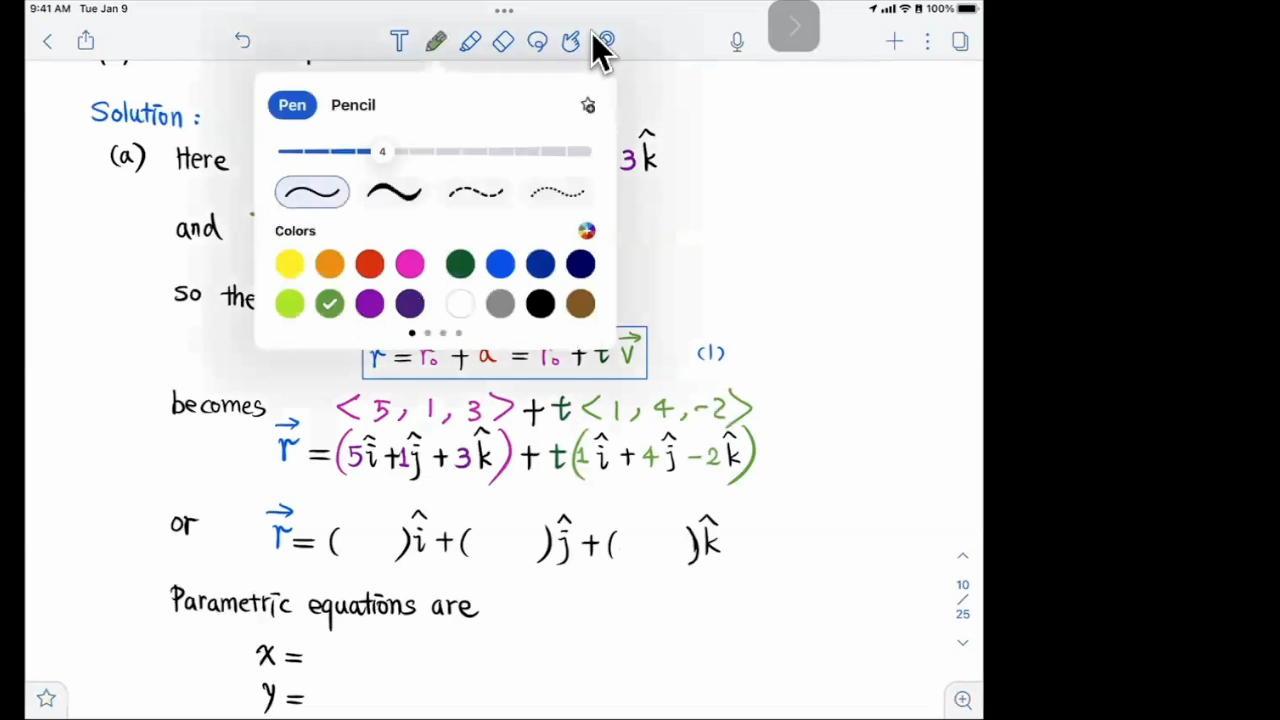 9:41 AM Tue Jan 9
100%
T
Pen Pencil
4
Colors
Solution :
(a) Here 3k̂
and
so the
r⃗ = r₀ + a = r₀ + t v⃗ (1)
becomes < 5, 1, 3 > + t < 1, 4, -2 >
r⃗ = (5î + 1ĵ + 3k̂) + t(1î + 4ĵ - 2k̂)
or r⃗ = ( )î + ( )ĵ + ( )k̂
Parametric equations are
x =
y =
10
/
25